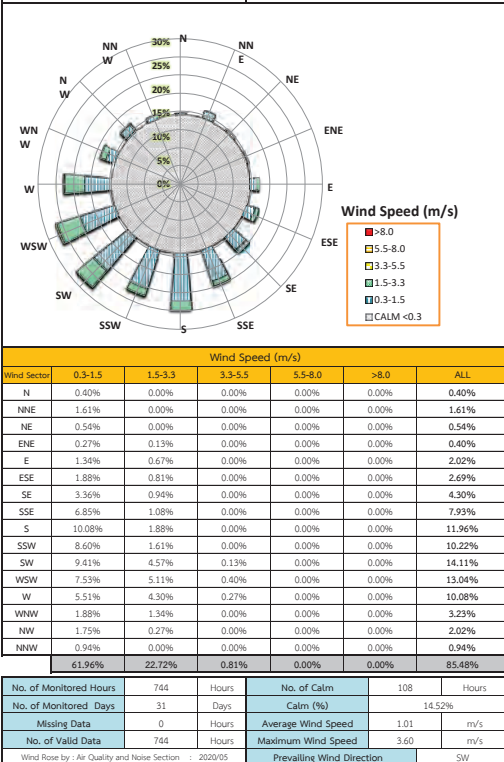 30%
N
NN
W
NN
E
25%
N
W
NE
20%
15%
WN
W
10%
ENE
5%
W
0%
E
Wind Speed (m/s)
>8.0
5.5-8.0
3.3-5.5
1.5-3.3
0.3-1.5
CALM <0.3
WSW
ESE
SW
SE
SSW
S
SSE
Wind Speed (m/s)
Wind Sector 0.3-1.5 1.5-3.3 3.3-5.5 5.5-8.0 >8.0 ALL
N 0.40% 0.00% 0.00% 0.00% 0.00% 0.40%
NNE 1.61% 0.00% 0.00% 0.00% 0.00% 1.61%
NE 0.54% 0.00% 0.00% 0.00% 0.00% 0.54%
ENE 0.27% 0.13% 0.00% 0.00% 0.00% 0.40%
E 1.34% 0.67% 0.00% 0.00% 0.00% 2.02%
ESE 1.88% 0.81% 0.00% 0.00% 0.00% 2.69%
SE 3.36% 0.94% 0.00% 0.00% 0.00% 4.30%
SSE 6.85% 1.08% 0.00% 0.00% 0.00% 7.93%
S 10.08% 1.88% 0.00% 0.00% 0.00% 11.96%
SSW 8.60% 1.61% 0.00% 0.00% 0.00% 10.22%
SW 9.41% 4.57% 0.13% 0.00% 0.00% 14.11%
WSW 7.53% 5.11% 0.40% 0.00% 0.00% 13.04%
W 5.51% 4.30% 0.27% 0.00% 0.00% 10.08%
WNW 1.88% 1.34% 0.00% 0.00% 0.00% 3.23%
NW 1.75% 0.27% 0.00% 0.00% 0.00% 2.02%
NNW 0.94% 0.00% 0.00% 0.00% 0.00% 0.94%
61.96% 22.72% 0.81% 0.00% 0.00% 85.48%
No. of Monitored Hours 744 Hours No. of Calm 108 Hours
No. of Monitored Days 31 Days Calm (%) 14.52%
Missing Data 0 Hours Average Wind Speed 1.01 m/s
No. of Valid Data 744 Hours Maximum Wind Speed 3.60 m/s
Wind Rose by : Air Quality and Noise Section : 2020/05 Prevailing Wind Direction SW